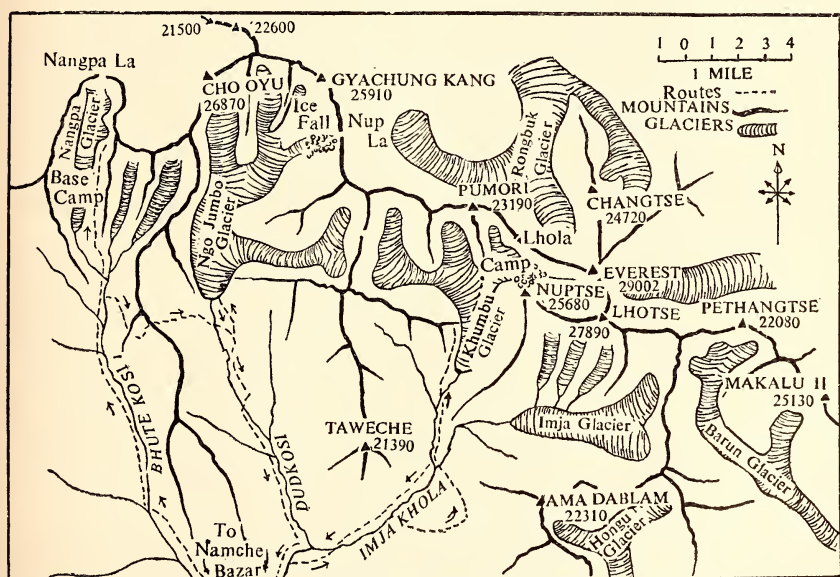 21500
22600
Nangpa La
CHO OYU
26870
GYACHUNG KANG
25910
Ice
Fall
Nup
La
1 0 1 2 3 4
1 MILE
Routes
MOUNTAINS
GLACIERS
N
Nangpa
Glacier
Base
Camp
Ngo Jumbo
Glacier
Rongbuk
Glacier
PUMORI
23190
CHANGTSE
24720
Lhola
Camp
EVEREST
29002
NUPTSE
25680
LHOTSE
27890
PETHANGTSE
22080
Khumbu
Glacier
MAKALU II
25130
BHUTE KOSI
TAWECHE
21390
Imja Glacier
Barun Glacier
DUDKOSI
IMJA KHOLA
AMA DABLAM
22310
Hongu
Glacier
To
Namche
Bazar